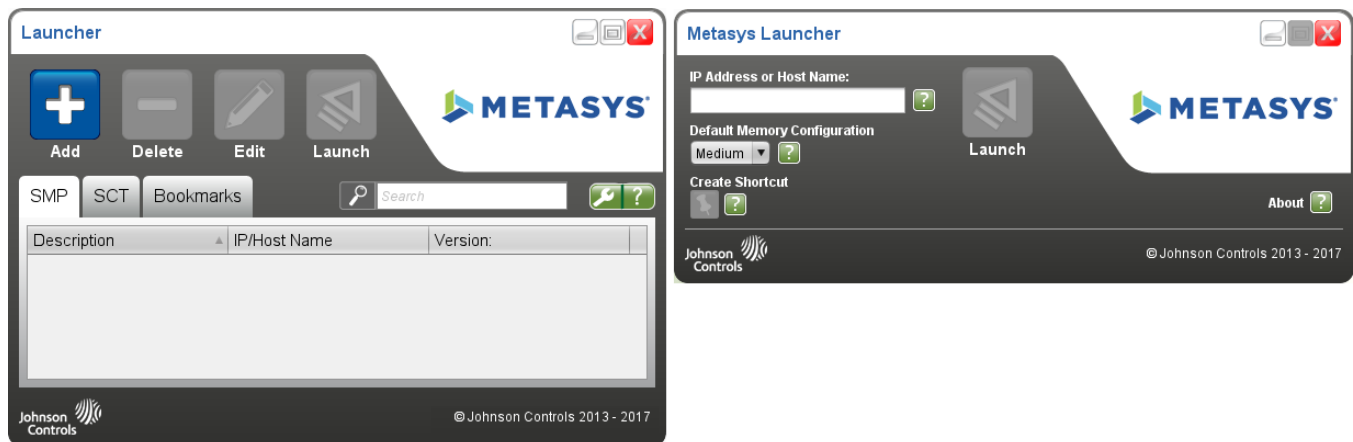 Launcher
METASYS
Add Delete Edit Launch
SMP SCT Bookmarks Search ?
Description IP/Host Name Version:
Johnson
Controls
© Johnson Controls 2013 - 2017
Metasys Launcher
IP Address or Host Name:
?
METASYS
Default Memory Configuration
Launch
Medium ?
Create Shortcut
?
About ?
Johnson
Controls
© Johnson Controls 2013 - 2017